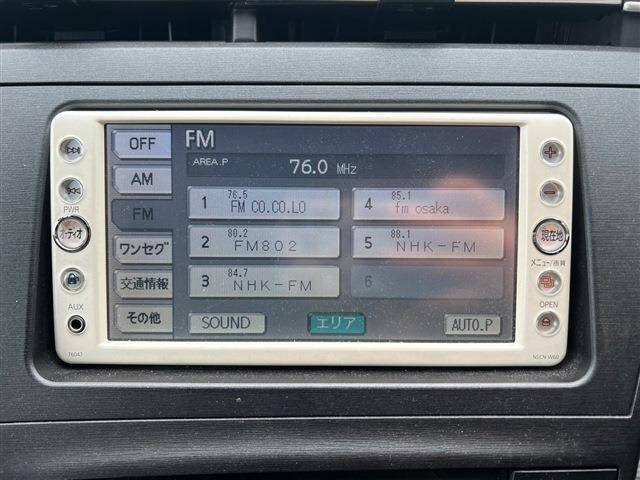 OFF
FM
AREA.P 76.0 MHz
AM
FM
ワンセグ
交通情報
その他
1 76.5 FM CO.CO.LO
4 85.1 fm osaka
2 80.2 FM802
5 88.1 NHK-FM
3 84.7 NHK-FM
6
SOUND
エリア
AUTO.P
PWR
オーディオ
AUX
76047
現在地
メニュー/画質
OPEN
NSCN-W60